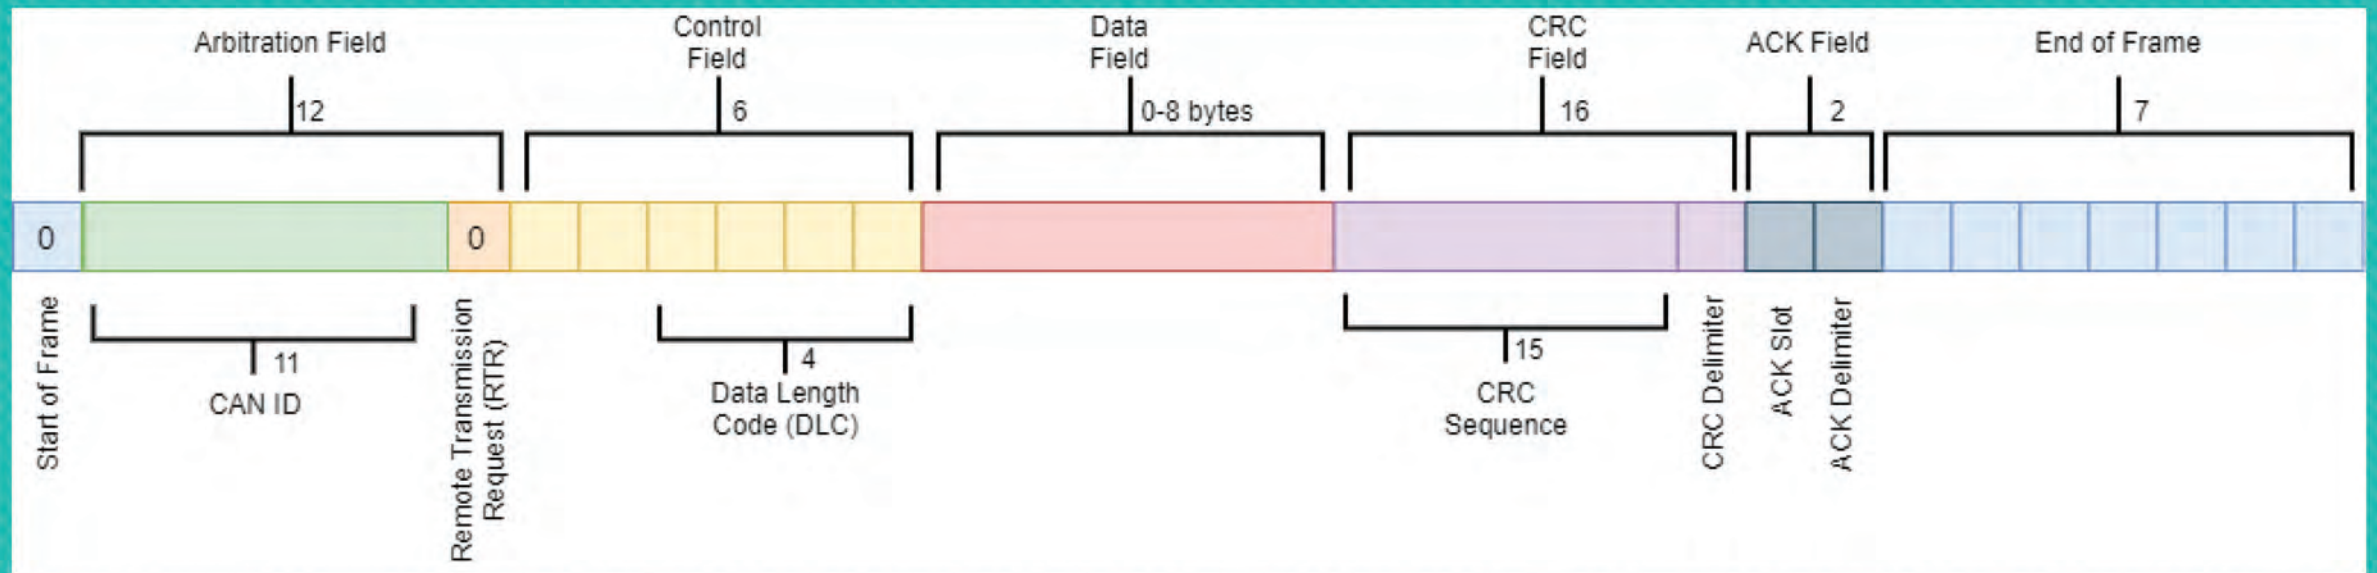 Arbitration Field
Control
Field
Data
Field
CRC
Field
ACK Field
End of Frame
12
6
0-8 bytes
16
2
7
0
0
Start of Frame
11
CAN ID
Remote Transmission
Request (RTR)
4
Data Length
Code (DLC)
15
CRC
Sequence
CRC Delimiter
ACK Slot
ACK Delimiter